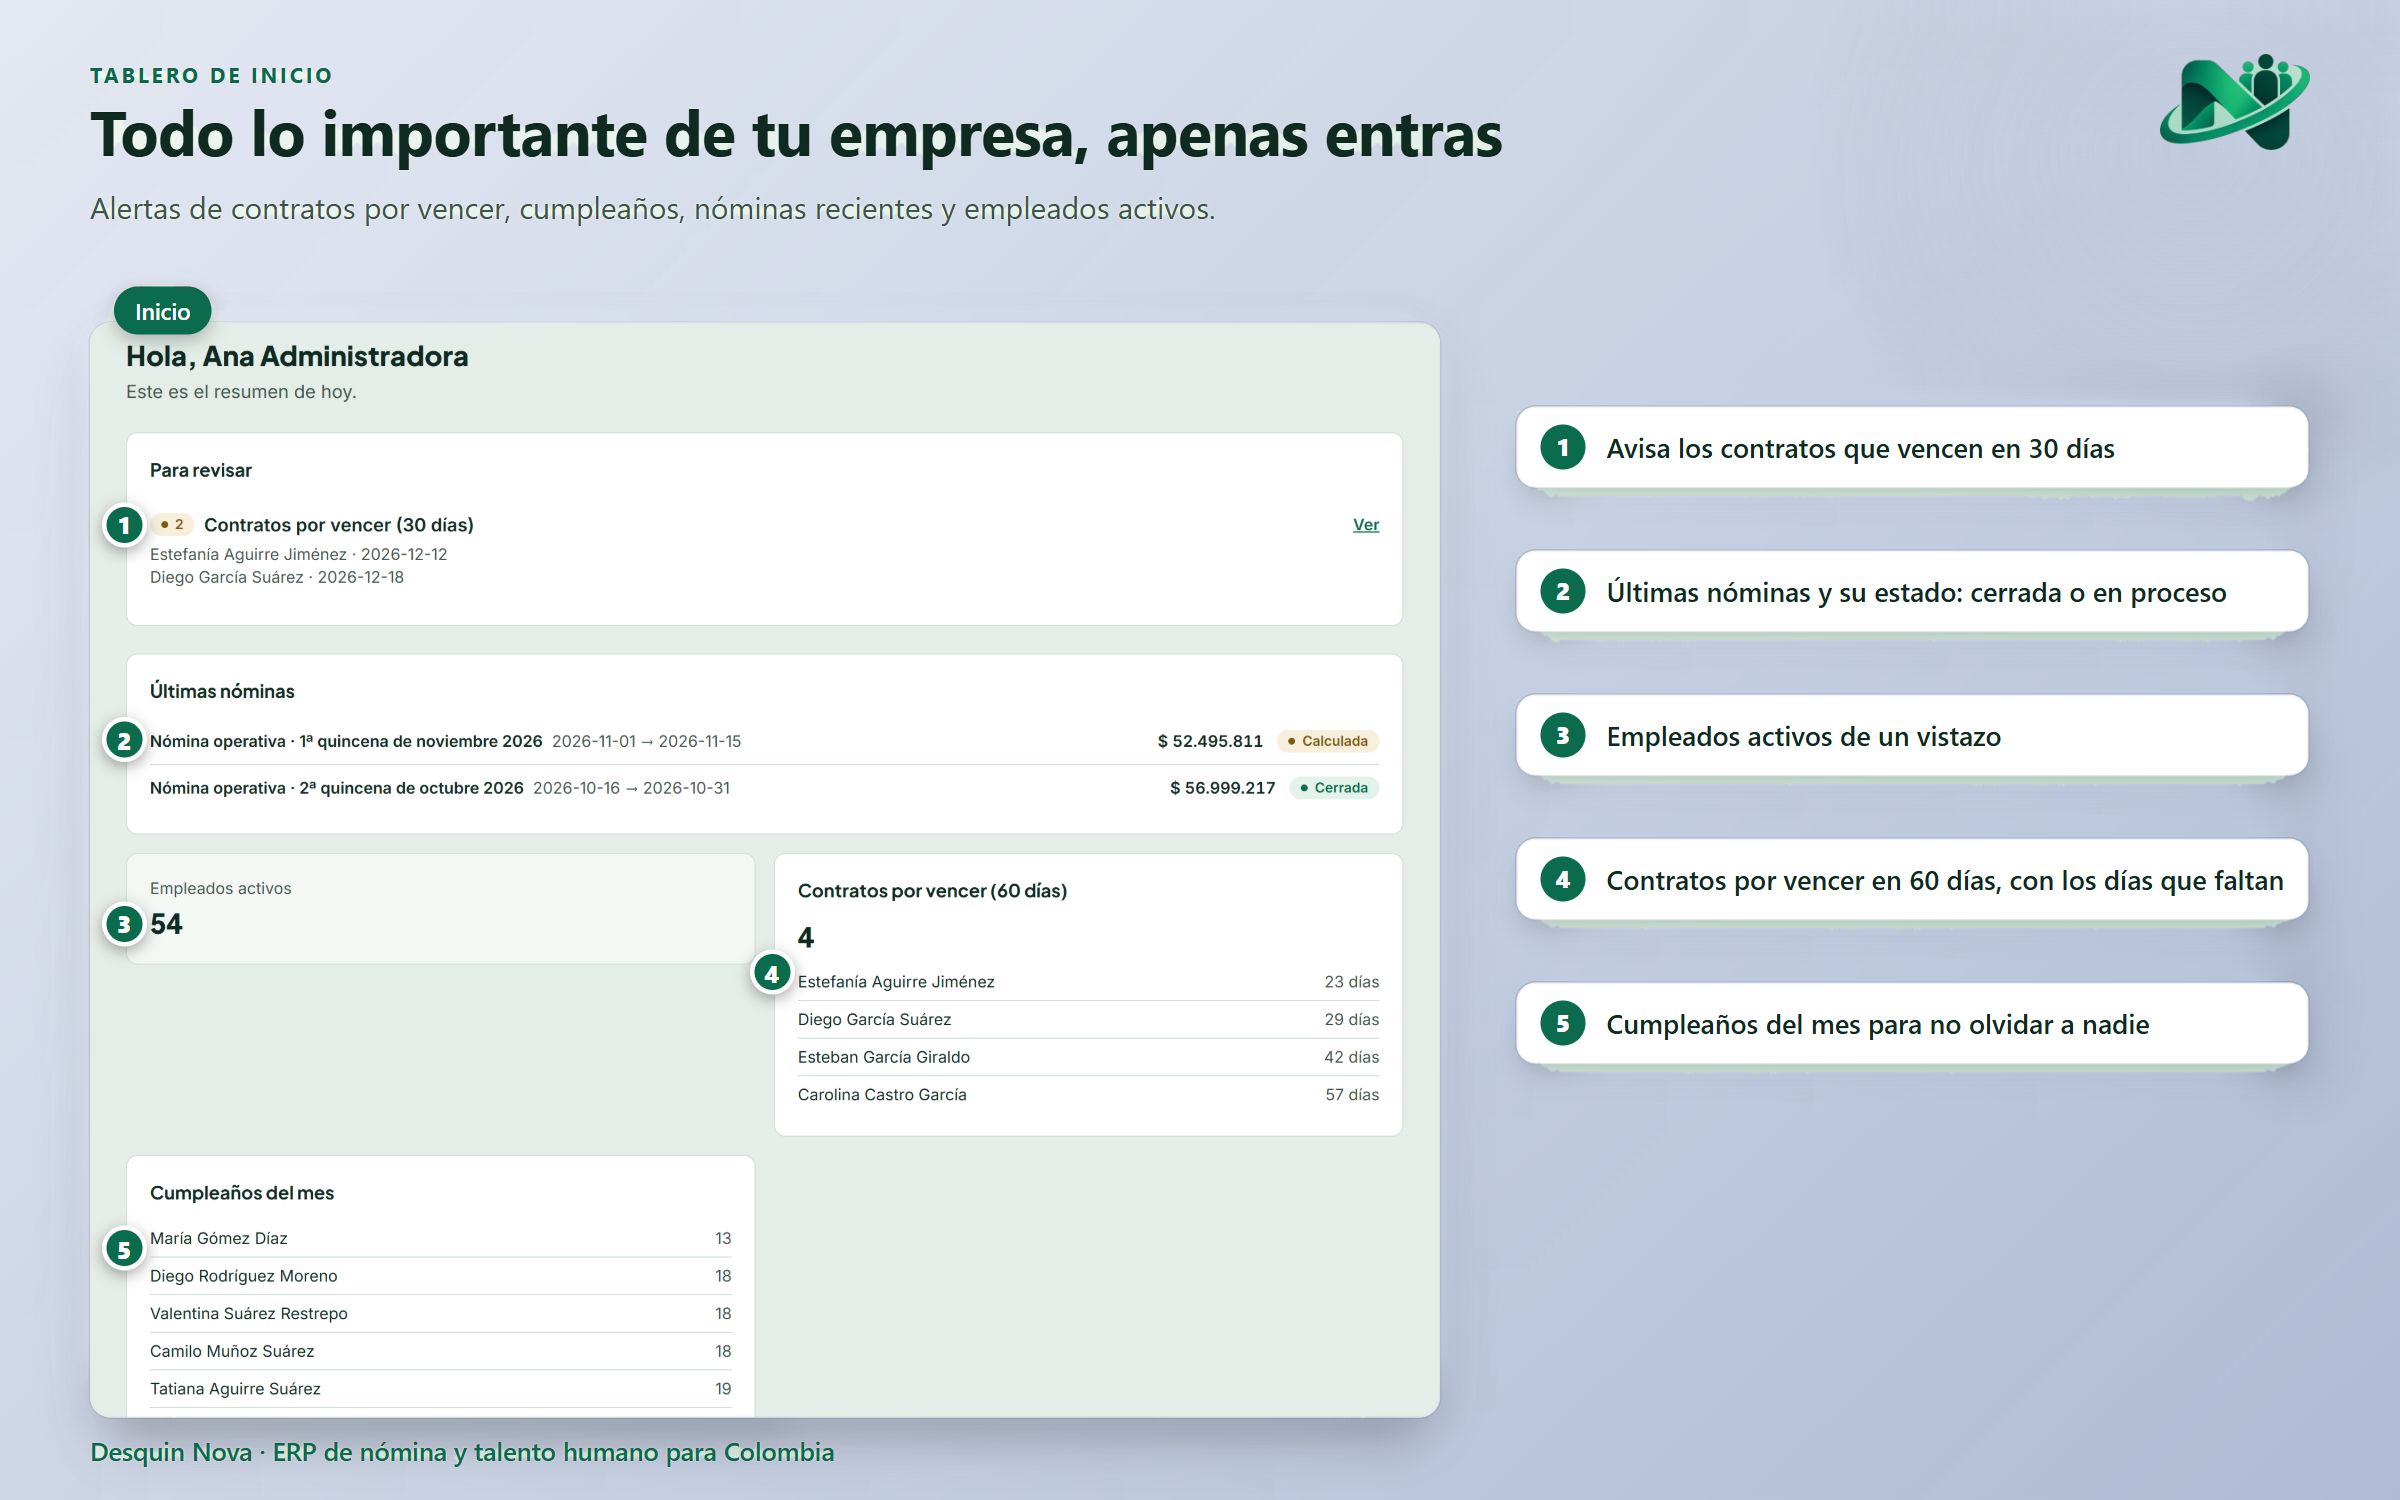 TABLERO DE INICIO
Todo lo importante de tu empresa, apenas entras
Alertas de contratos por vencer, cumpleaños, nóminas recientes y empleados activos.
Inicio
Hola, Ana Administradora
Este es el resumen de hoy.
Para revisar
1 • 2 Contratos por vencer (30 días) Ver
Estefanía Aguirre Jiménez · 2026-12-12
Diego García Suárez · 2026-12-18
Últimas nóminas
2 Nómina operativa · 1ª quincena de noviembre 2026 2026-11-01 → 2026-11-15 $ 52.495.811 • Calculada
Nómina operativa · 2ª quincena de octubre 2026 2026-10-16 → 2026-10-31 $ 56.999.217 • Cerrada
Empleados activos
3 54
Contratos por vencer (60 días)
4
4 Estefanía Aguirre Jiménez 23 días
Diego García Suárez 29 días
Esteban García Giraldo 42 días
Carolina Castro García 57 días
Cumpleaños del mes
5 María Gómez Díaz 13
Diego Rodríguez Moreno 18
Valentina Suárez Restrepo 18
Camilo Muñoz Suárez 18
Tatiana Aguirre Suárez 19
1 Avisa los contratos que vencen en 30 días
2 Últimas nóminas y su estado: cerrada o en proceso
3 Empleados activos de un vistazo
4 Contratos por vencer en 60 días, con los días que faltan
5 Cumpleaños del mes para no olvidar a nadie
Desquin Nova · ERP de nómina y talento humano para Colombia